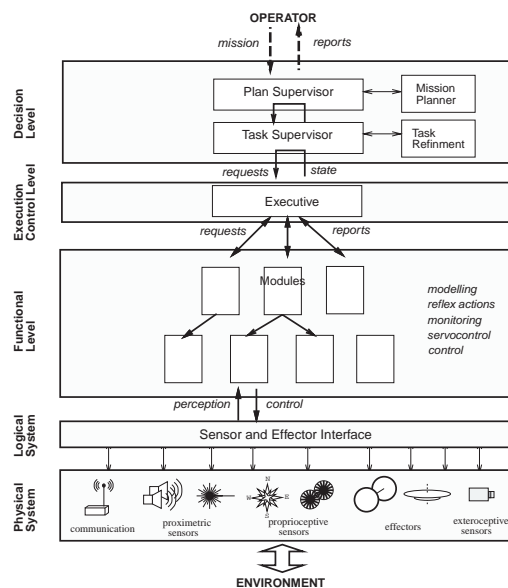 OPERATOR
mission
reports
Decision
Level
Plan Supervisor
Mission
Planner
Task Supervisor
Task
Refinment
requests
state
Execution
Control Level
Executive
requests
reports
Functional
Level
Modules
modelling
reflex actions
monitoring
servocontrol
control
perception
control
Logical
System
Sensor and Effector Interface
Physical
System
N
W
E
S
communication
proximetric
sensors
proprioceptive
sensors
effectors
exteroceptive
sensors
ENVIRONMENT